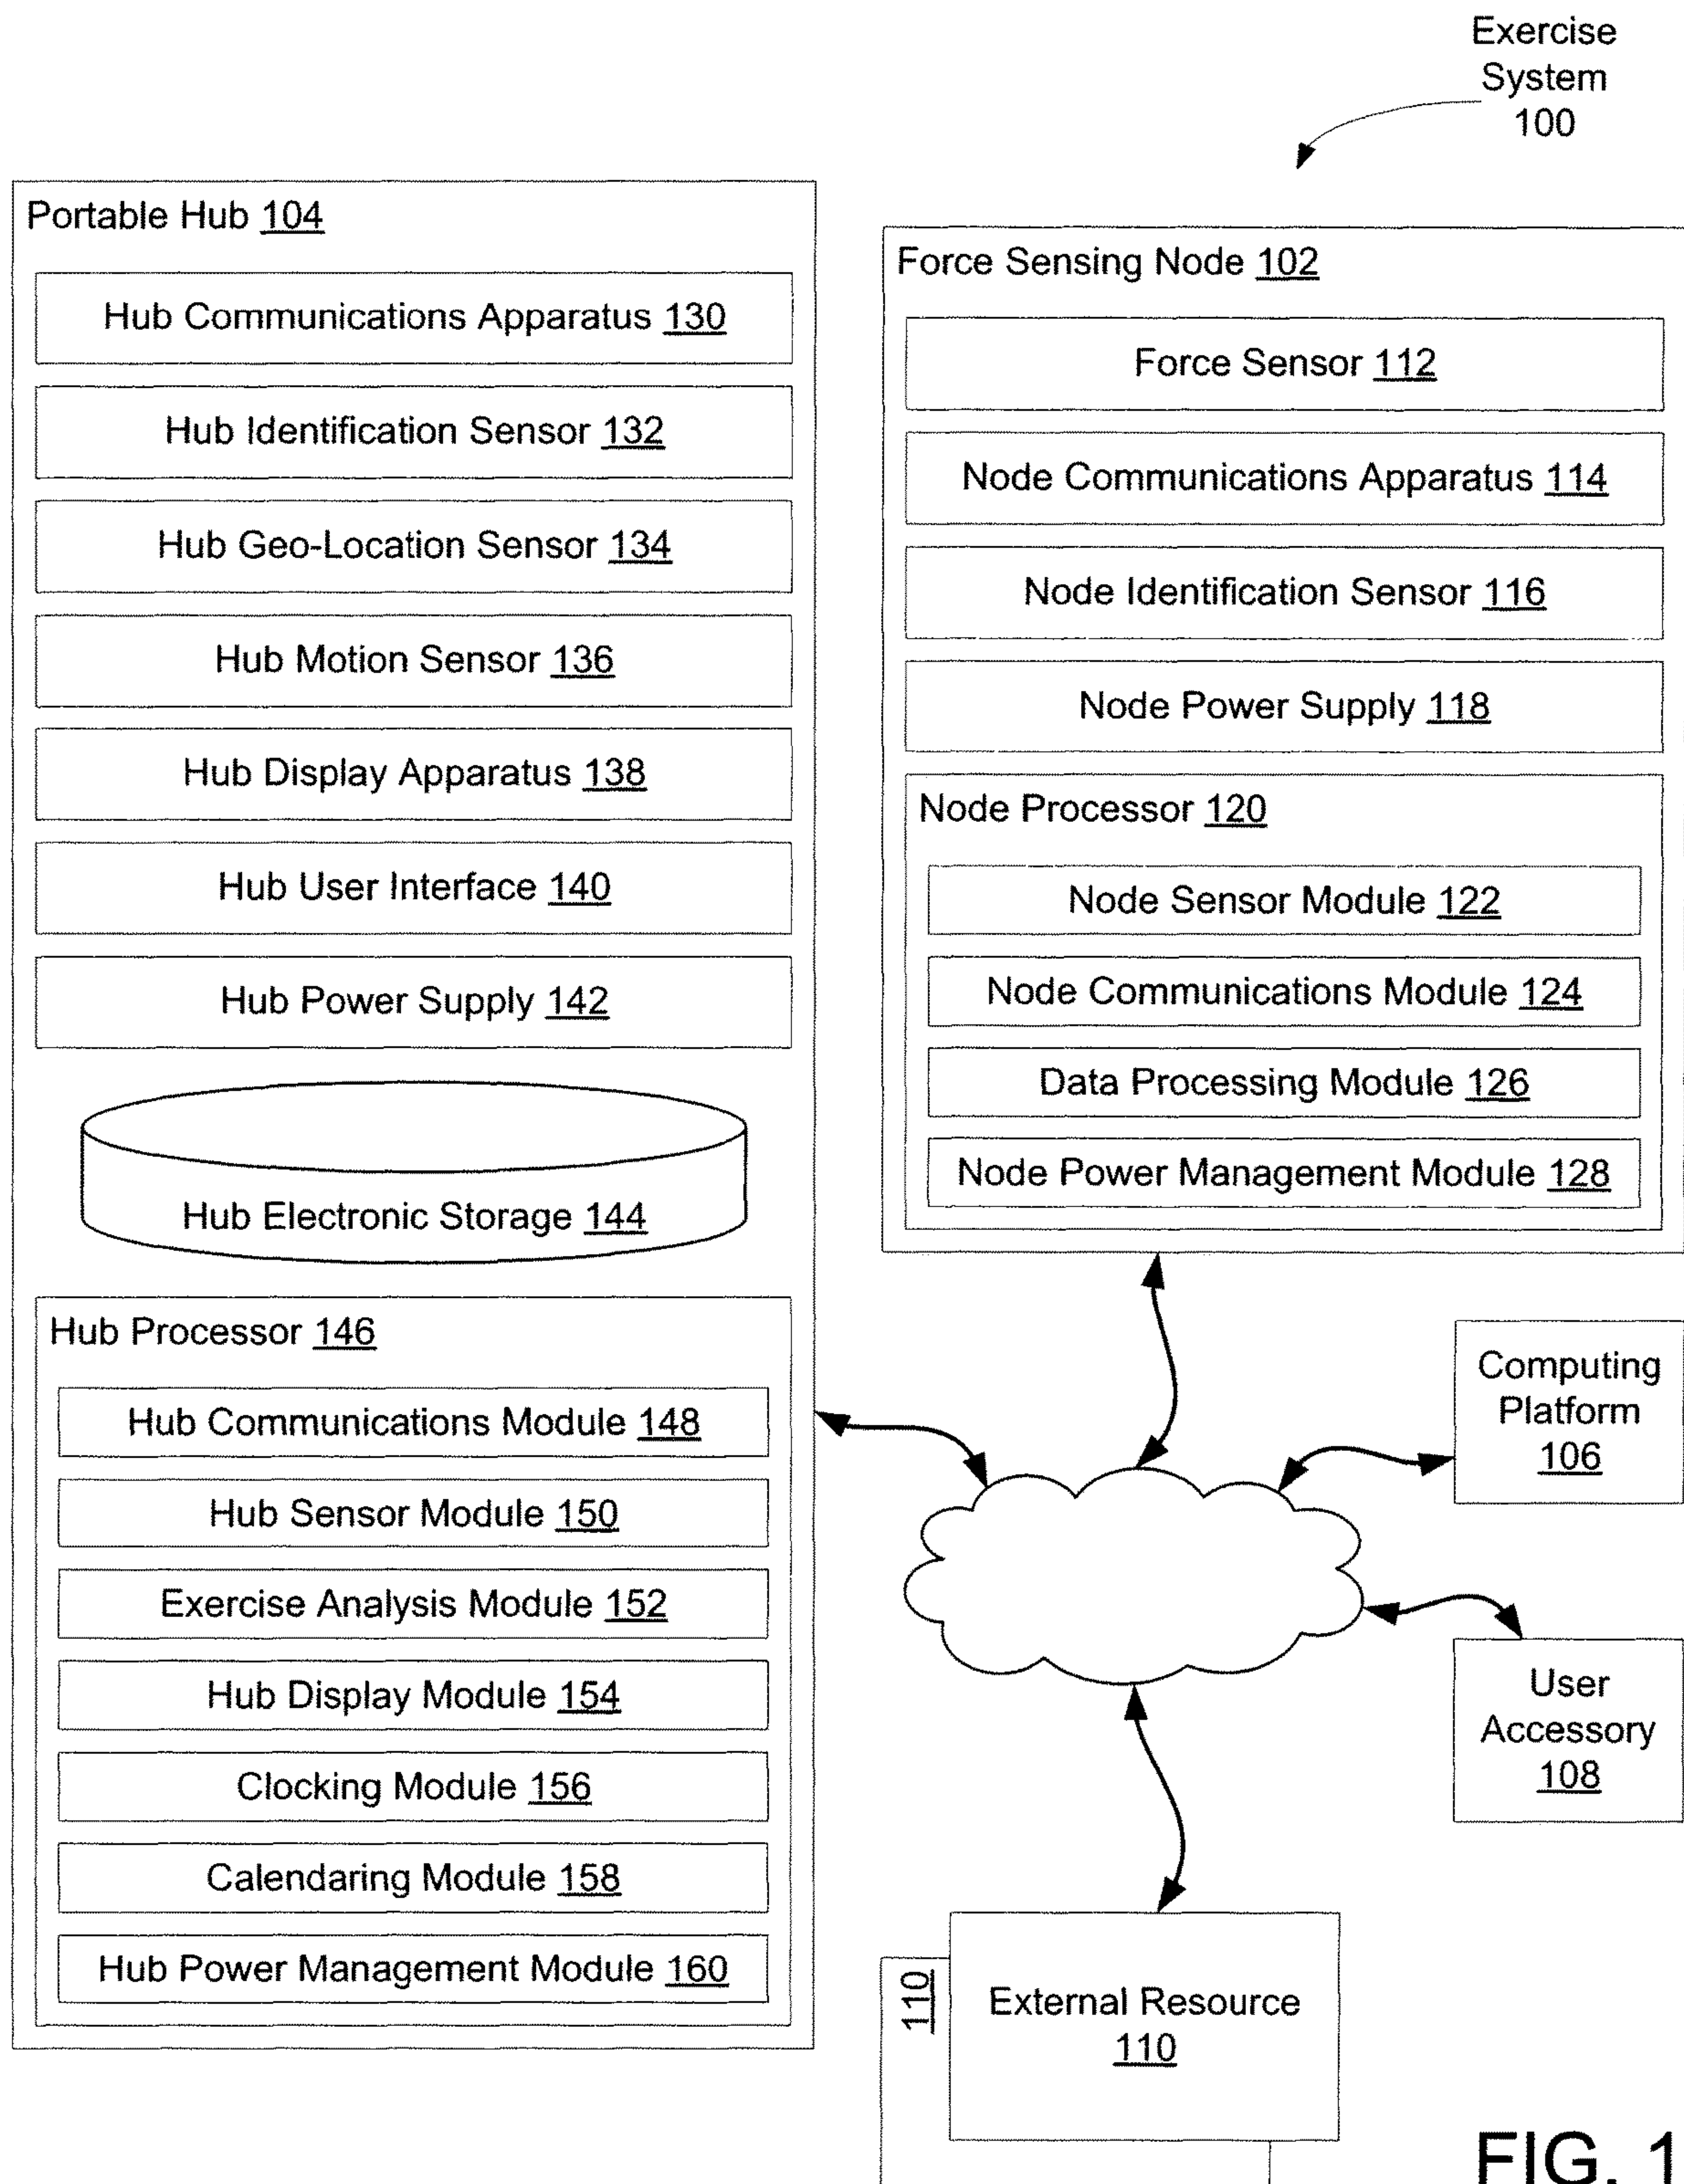 Exercise
System
100
Portable Hub 104
Hub Communications Apparatus 130
Hub Identification Sensor 132
Hub Geo-Location Sensor 134
Hub Motion Sensor 136
Hub Display Apparatus 138
Hub User Interface 140
Hub Power Supply 142
Hub Electronic Storage 144
Hub Processor 146
Hub Communications Module 148
Hub Sensor Module 150
Exercise Analysis Module 152
Hub Display Module 154
Clocking Module 156
Calendaring Module 158
Hub Power Management Module 160
Force Sensing Node 102
Force Sensor 112
Node Communications Apparatus 114
Node Identification Sensor 116
Node Power Supply 118
Node Processor 120
Node Sensor Module 122
Node Communications Module 124
Data Processing Module 126
Node Power Management Module 128
Computing
Platform
106
User
Accessory
108
110
External Resource
110
FIG. 1